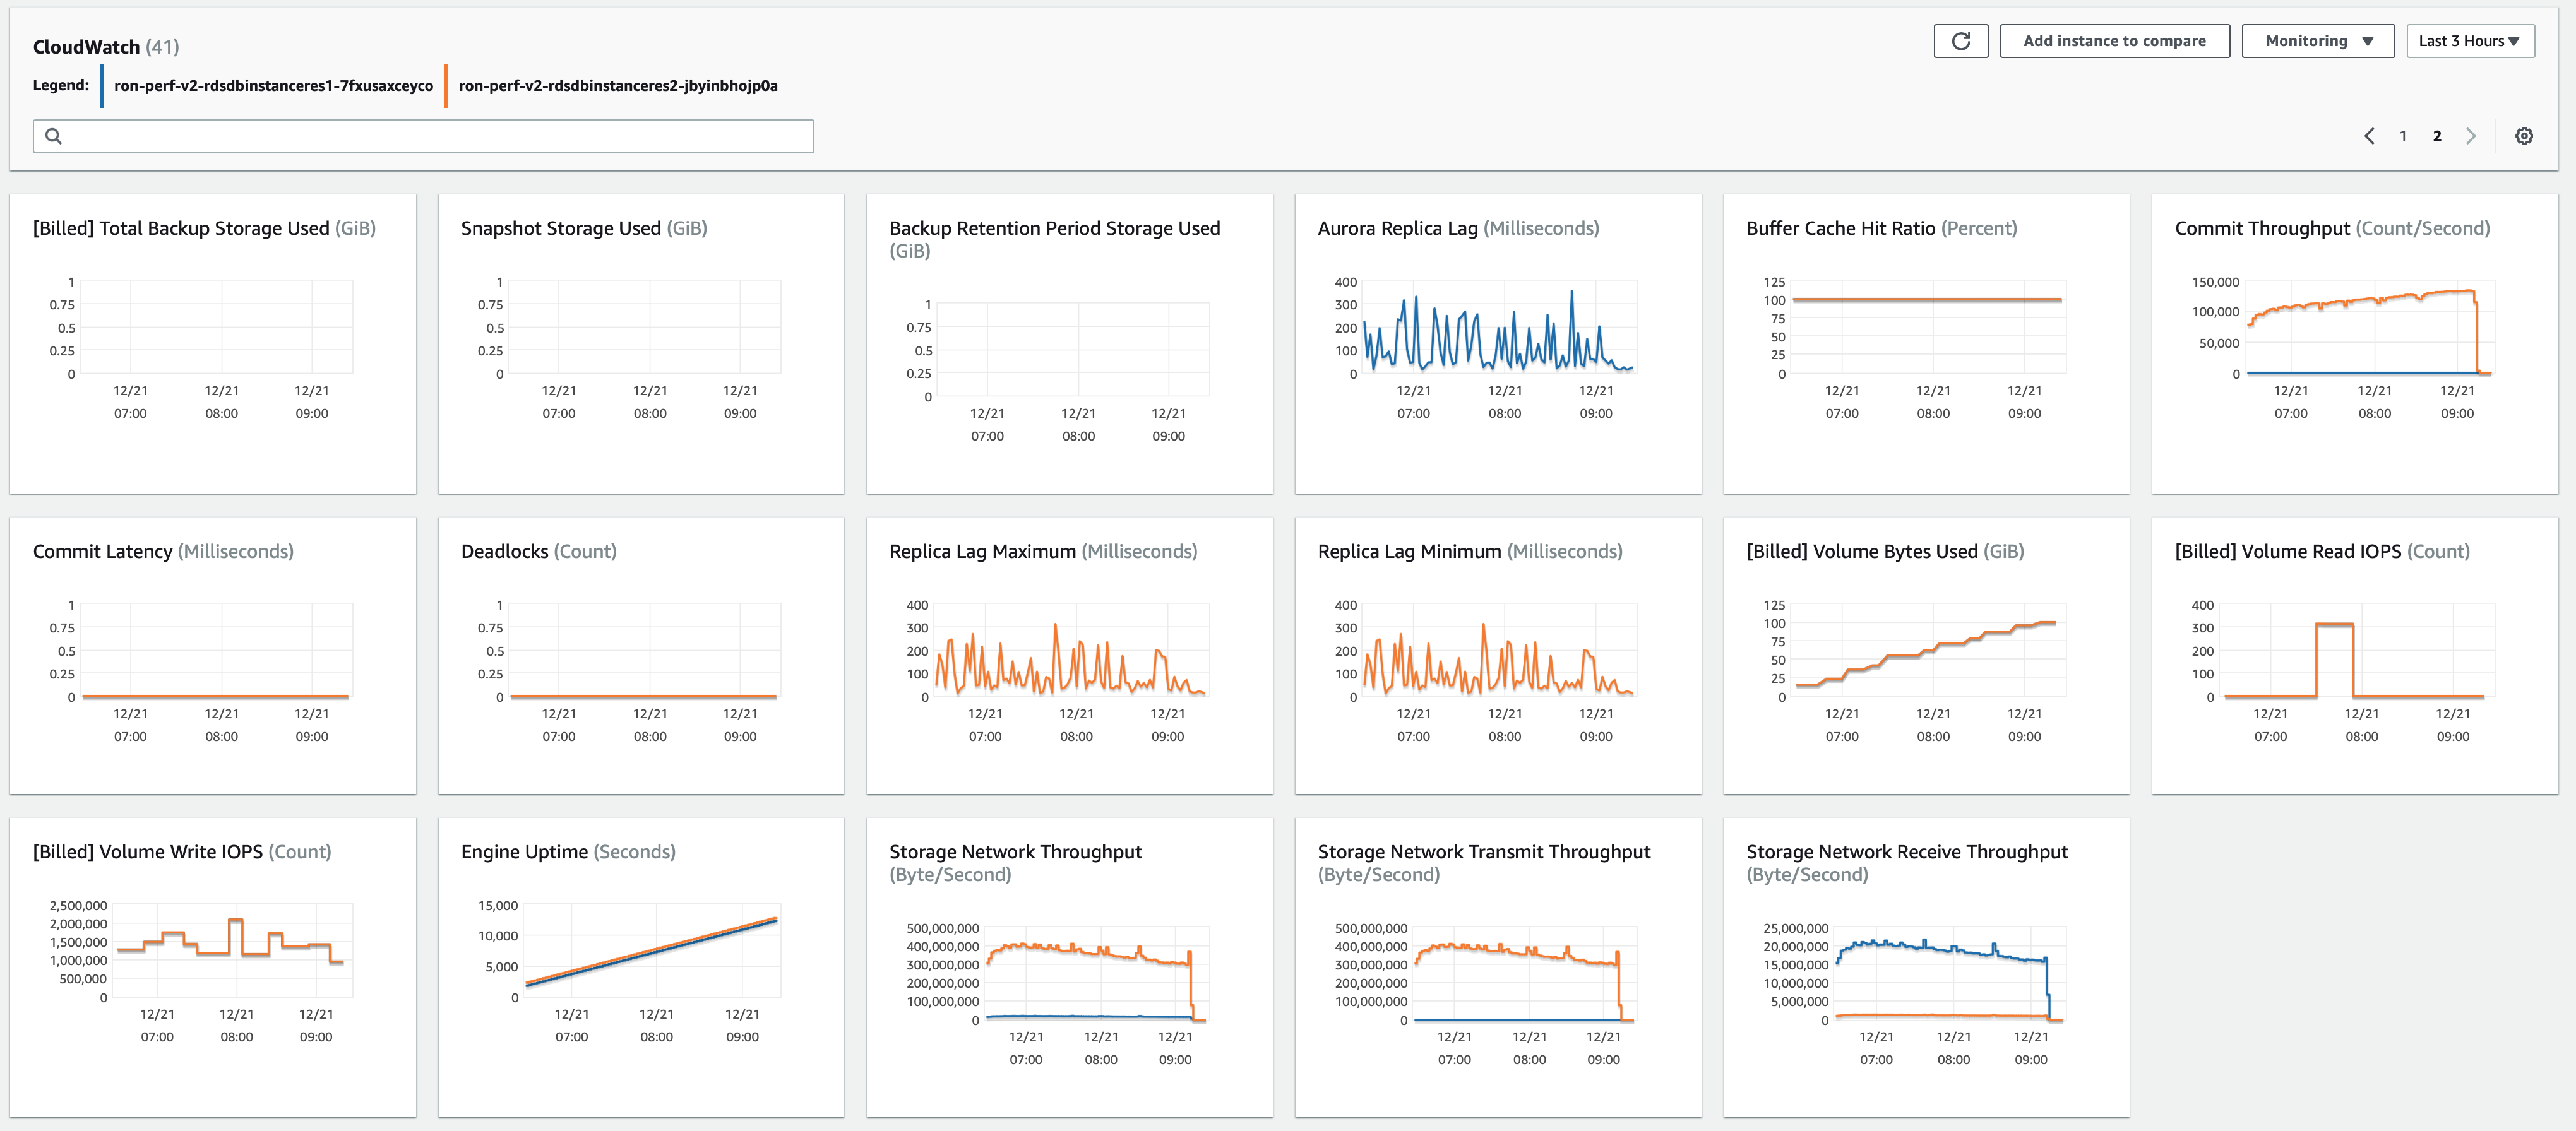 CloudWatch (41)
Add instance to compare
Monitoring
Last 3 Hours
Legend:
ron-perf-v2-rdsdbinstanceres1-7fxusaxceyco
ron-perf-v2-rdsdbinstanceres2-jbyinbhojp0a
1
2
[Billed] Total Backup Storage Used (GiB)
1
0.75
0.5
0.25
0
12/21 12/21 12/21
07:00 08:00 09:00
Snapshot Storage Used (GiB)
1
0.75
0.5
0.25
0
12/21 12/21 12/21
07:00 08:00 09:00
Backup Retention Period Storage Used
(GiB)
1
0.75
0.5
0.25
0
12/21 12/21 12/21
07:00 08:00 09:00
Aurora Replica Lag (Milliseconds)
400
300
200
100
0
12/21 12/21 12/21
07:00 08:00 09:00
Buffer Cache Hit Ratio (Percent)
125
100
75
50
25
0
12/21 12/21 12/21
07:00 08:00 09:00
Commit Throughput (Count/Second)
150,000
100,000
50,000
0
12/21 12/21 12/21
07:00 08:00 09:00
Commit Latency (Milliseconds)
1
0.75
0.5
0.25
0
12/21 12/21 12/21
07:00 08:00 09:00
Deadlocks (Count)
1
0.75
0.5
0.25
0
12/21 12/21 12/21
07:00 08:00 09:00
Replica Lag Maximum (Milliseconds)
400
300
200
100
0
12/21 12/21 12/21
07:00 08:00 09:00
Replica Lag Minimum (Milliseconds)
400
300
200
100
0
12/21 12/21 12/21
07:00 08:00 09:00
[Billed] Volume Bytes Used (GiB)
125
100
75
50
25
0
12/21 12/21 12/21
07:00 08:00 09:00
[Billed] Volume Read IOPS (Count)
400
300
200
100
0
12/21 12/21 12/21
07:00 08:00 09:00
[Billed] Volume Write IOPS (Count)
2,500,000
2,000,000
1,500,000
1,000,000
500,000
0
12/21 12/21 12/21
07:00 08:00 09:00
Engine Uptime (Seconds)
15,000
10,000
5,000
0
12/21 12/21 12/21
07:00 08:00 09:00
Storage Network Throughput
(Byte/Second)
500,000,000
400,000,000
300,000,000
200,000,000
100,000,000
0
12/21 12/21 12/21
07:00 08:00 09:00
Storage Network Transmit Throughput
(Byte/Second)
500,000,000
400,000,000
300,000,000
200,000,000
100,000,000
0
12/21 12/21 12/21
07:00 08:00 09:00
Storage Network Receive Throughput
(Byte/Second)
25,000,000
20,000,000
15,000,000
10,000,000
5,000,000
0
12/21 12/21 12/21
07:00 08:00 09:00